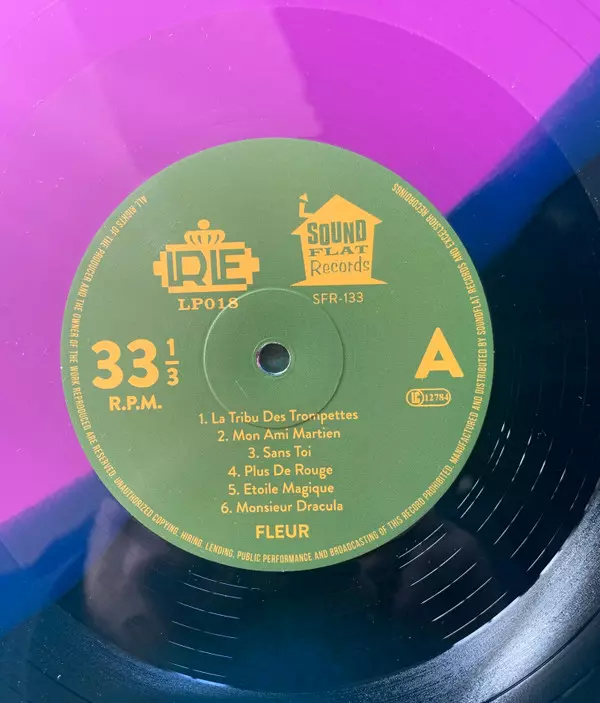 IRIE
LP018
SOUND
FLAT
Records
SFR-133
33 1/3
R.P.M.
A
LC 12784
1. La Tribu Des Trompettes
2. Mon Ami Martien
3. Sans Toi
4. Plus De Rouge
5. Etoile Magique
6. Monsieur Dracula
FLEUR
ALL RIGHTS OF THE PRODUCER AND THE OWNER OF THE WORK REPRODUCED ARE RESERVED. UNAUTHORIZED COPYING, HIRING, LENDING, PUBLIC PERFORMANCE AND BROADCASTING OF THIS RECORD PROHIBITED. MANUFACTURED AND DISTRIBUTED BY SOUNDFLAT RECORDS AND EXCELSIOR RECORDINGS